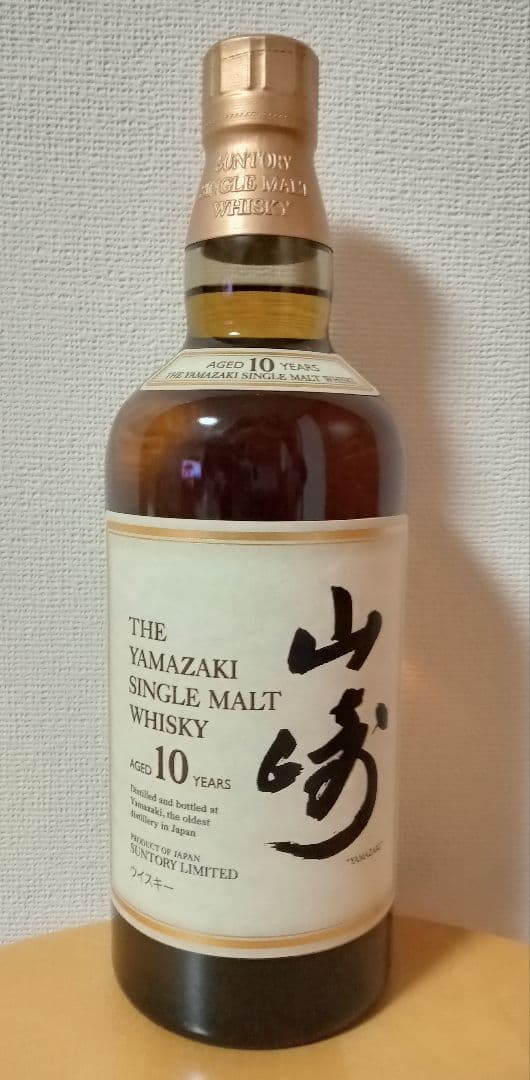 SUNTORY
SINGLE MALT
WHISKY
AGED 10 YEARS
THE YAMAZAKI SINGLE MALT WHISKY
山崎
THE
YAMAZAKI
SINGLE MALT
WHISKY
AGED 10 YEARS
Distilled and bottled at
Yamazaki, the oldest
distillery in Japan
PRODUCT OF JAPAN
SUNTORY LIMITED
ウイスキー
"YAMAZAKI"